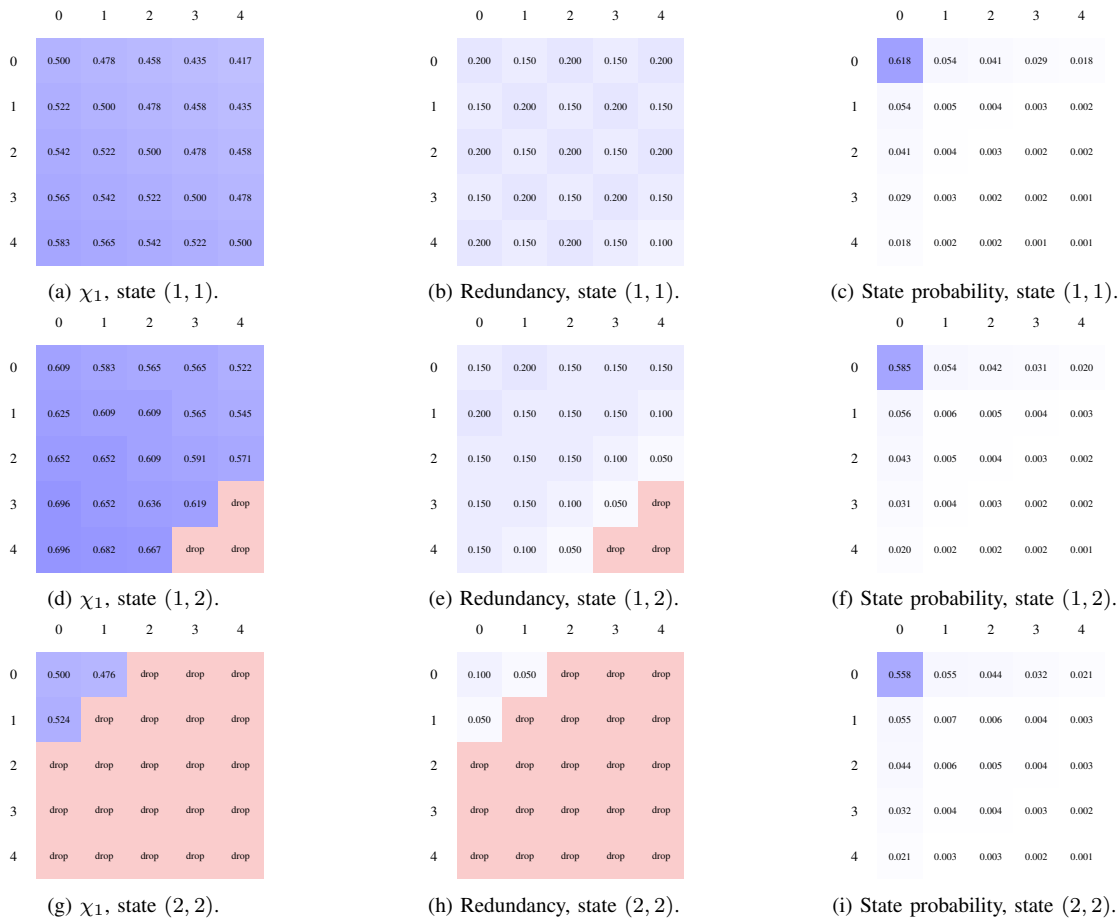 0 1 2 3 4 0 1 2 3 4 0 1 2 3 4
0 0.500 0.478 0.458 0.435 0.417 0 0.200 0.150 0.200 0.150 0.200 0 0.618 0.054 0.041 0.029 0.018
1 0.522 0.500 0.478 0.458 0.435 1 0.150 0.200 0.150 0.200 0.150 1 0.054 0.005 0.004 0.003 0.002
2 0.542 0.522 0.500 0.478 0.458 2 0.200 0.150 0.200 0.150 0.200 2 0.041 0.004 0.003 0.002 0.002
3 0.565 0.542 0.522 0.500 0.478 3 0.150 0.200 0.150 0.200 0.150 3 0.029 0.003 0.002 0.002 0.001
4 0.583 0.565 0.542 0.522 0.500 4 0.200 0.150 0.200 0.150 0.100 4 0.018 0.002 0.002 0.001 0.001
(a) χ₁, state (1, 1). (b) Redundancy, state (1, 1). (c) State probability, state (1, 1).
0 1 2 3 4 0 1 2 3 4 0 1 2 3 4
0 0.609 0.583 0.565 0.565 0.522 0 0.150 0.200 0.150 0.150 0.150 0 0.585 0.054 0.042 0.031 0.020
1 0.625 0.609 0.609 0.565 0.545 1 0.200 0.150 0.150 0.150 0.100 1 0.056 0.006 0.005 0.004 0.003
2 0.652 0.652 0.609 0.591 0.571 2 0.150 0.150 0.150 0.100 0.050 2 0.043 0.005 0.004 0.003 0.002
3 0.696 0.652 0.636 0.619 drop 3 0.150 0.150 0.100 0.050 drop 3 0.031 0.004 0.003 0.002 0.002
4 0.696 0.682 0.667 drop drop 4 0.150 0.100 0.050 drop drop 4 0.020 0.002 0.002 0.002 0.001
(d) χ₁, state (1, 2). (e) Redundancy, state (1, 2). (f) State probability, state (1, 2).
0 1 2 3 4 0 1 2 3 4 0 1 2 3 4
0 0.500 0.476 drop drop drop 0 0.100 0.050 drop drop drop 0 0.558 0.055 0.044 0.032 0.021
1 0.524 drop drop drop drop 1 0.050 drop drop drop drop 1 0.055 0.007 0.006 0.004 0.003
2 drop drop drop drop drop 2 drop drop drop drop drop 2 0.044 0.006 0.005 0.004 0.003
3 drop drop drop drop drop 3 drop drop drop drop drop 3 0.032 0.004 0.004 0.003 0.002
4 drop drop drop drop drop 4 drop drop drop drop drop 4 0.021 0.003 0.003 0.002 0.001
(g) χ₁, state (2, 2). (h) Redundancy, state (2, 2). (i) State probability, state (2, 2).